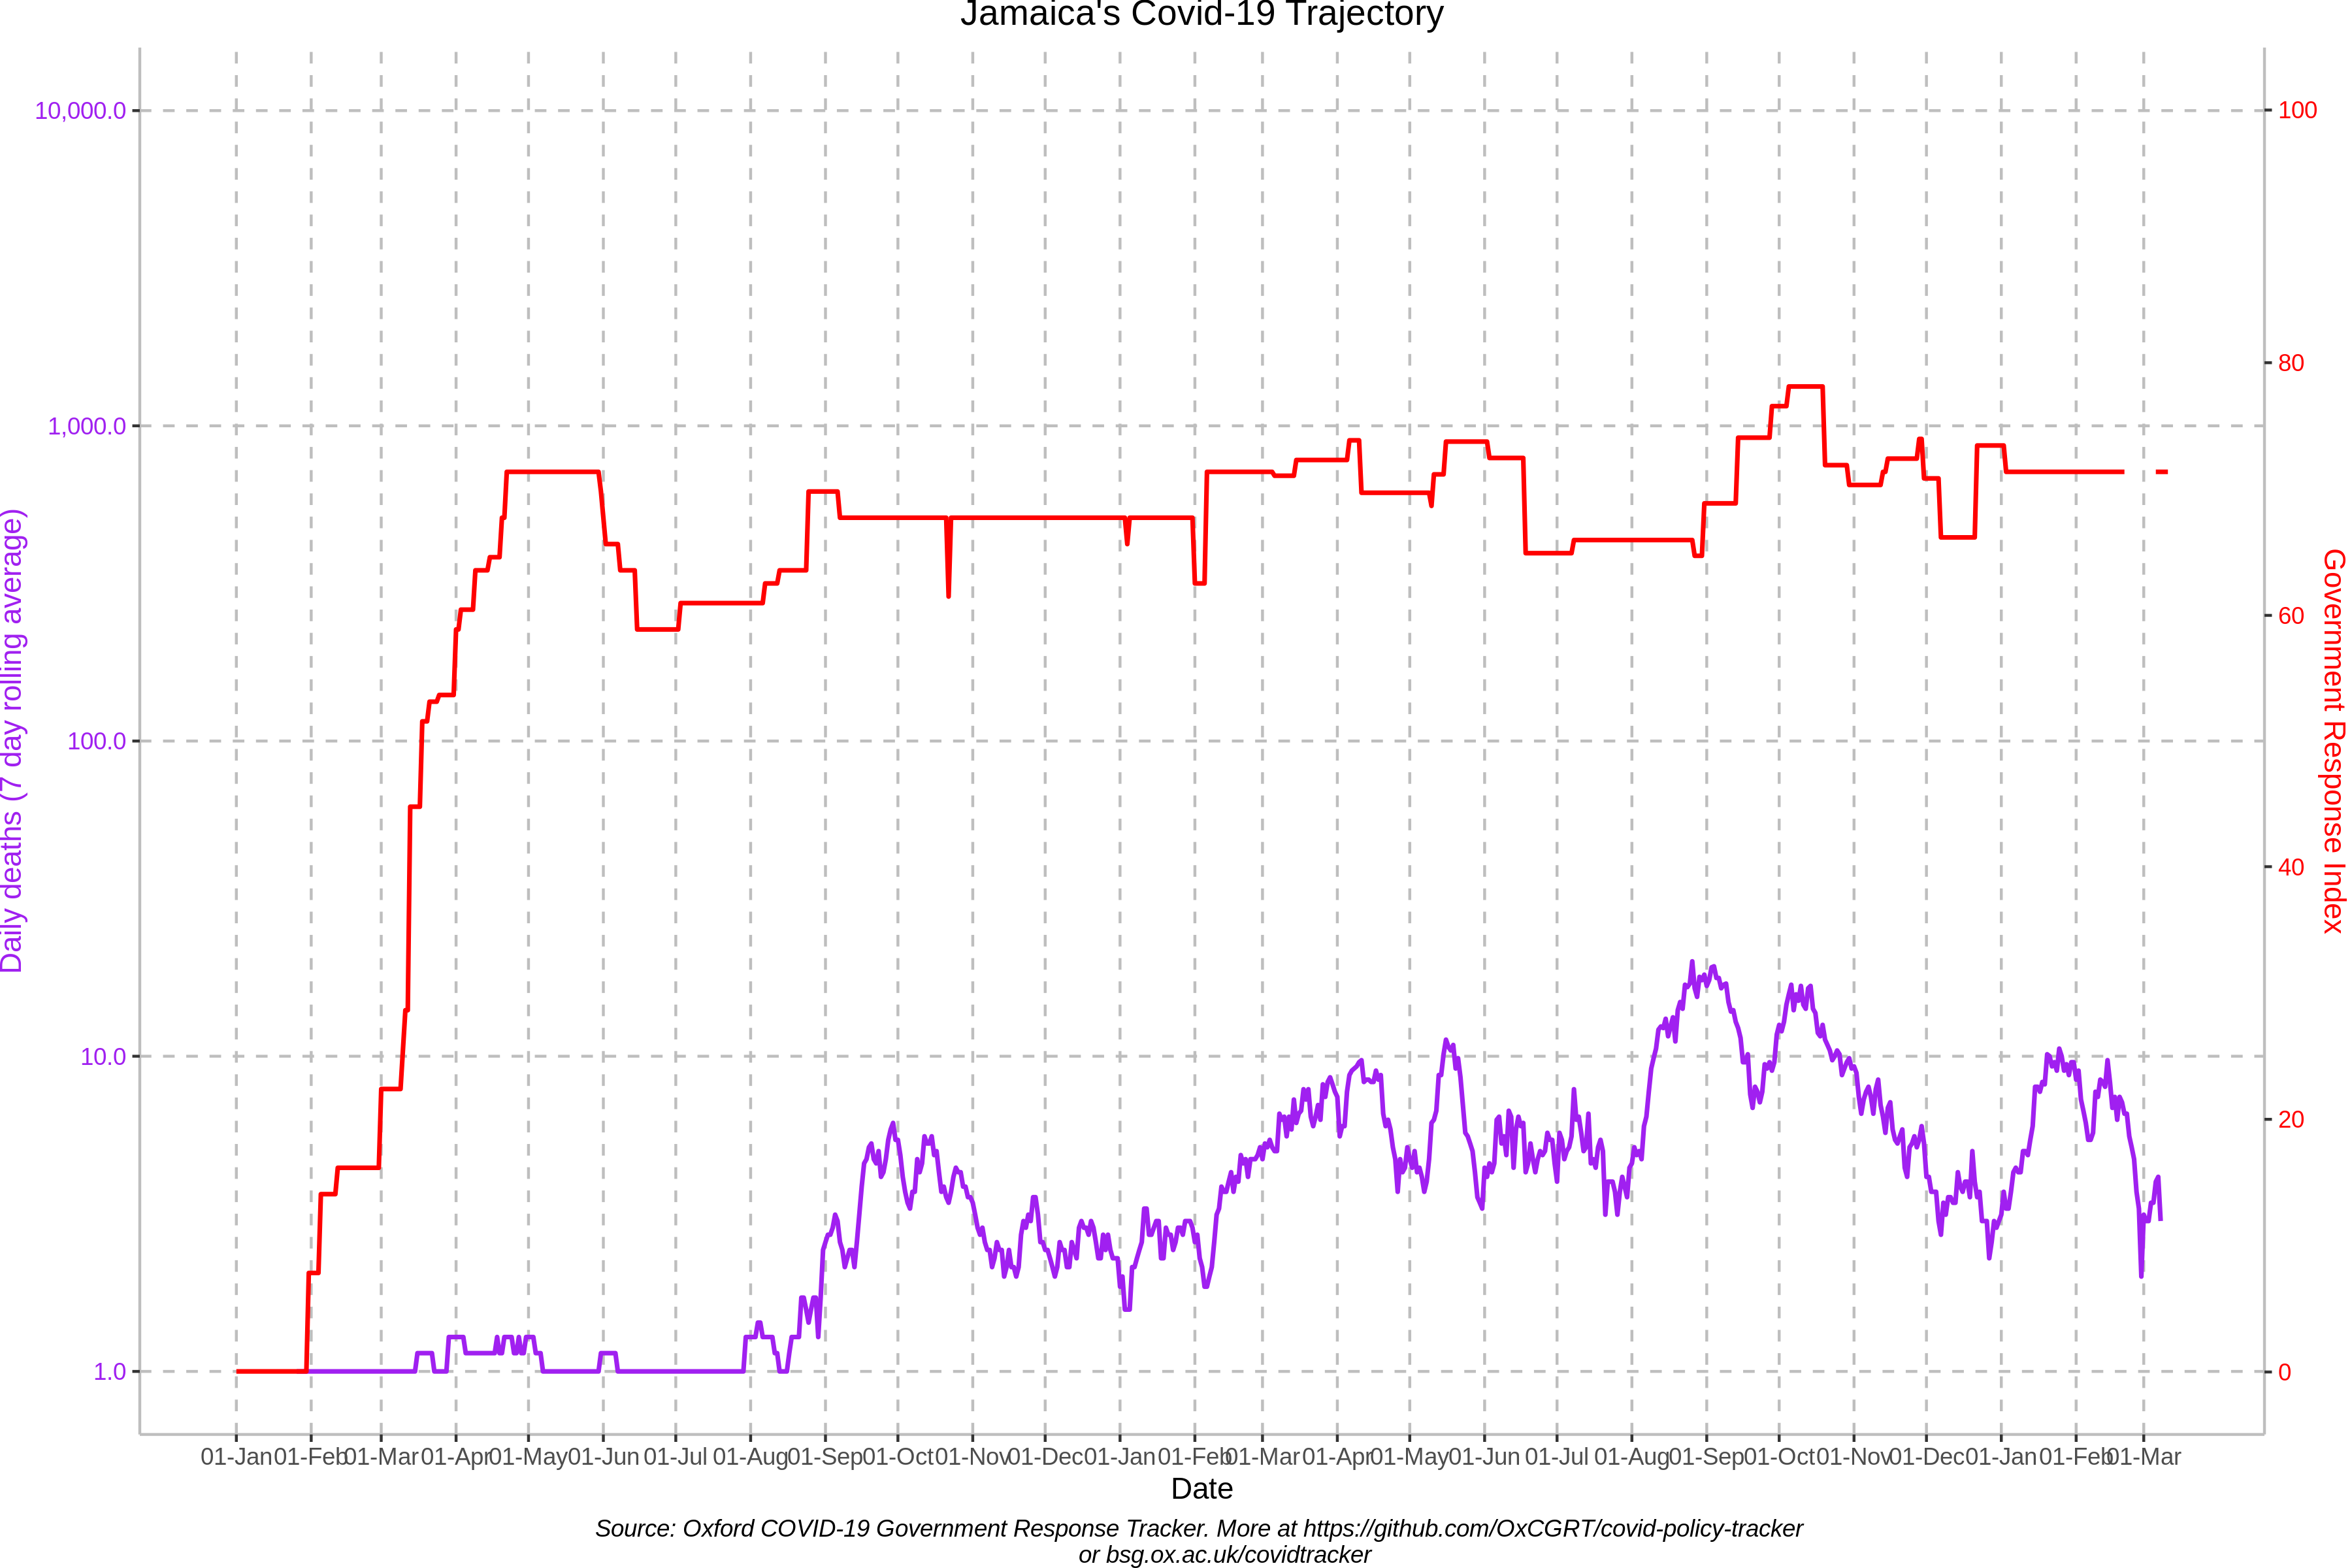 Jamaica's Covid-19 Trajectory
10,000.0
1,000.0
100.0
10.0
1.0
Daily deaths (7 day rolling average)
100
80
60
40
20
0
Government Response Index
01-Jan 01-Feb 01-Mar 01-Apr 01-May 01-Jun 01-Jul 01-Aug 01-Sep 01-Oct 01-Nov 01-Dec 01-Jan 01-Feb 01-Mar 01-Apr 01-May 01-Jun 01-Jul 01-Aug 01-Sep 01-Oct 01-Nov 01-Dec 01-Jan 01-Feb 01-Mar
Date
Source: Oxford COVID-19 Government Response Tracker. More at https://github.com/OxCGRT/covid-policy-tracker
or bsg.ox.ac.uk/covidtracker